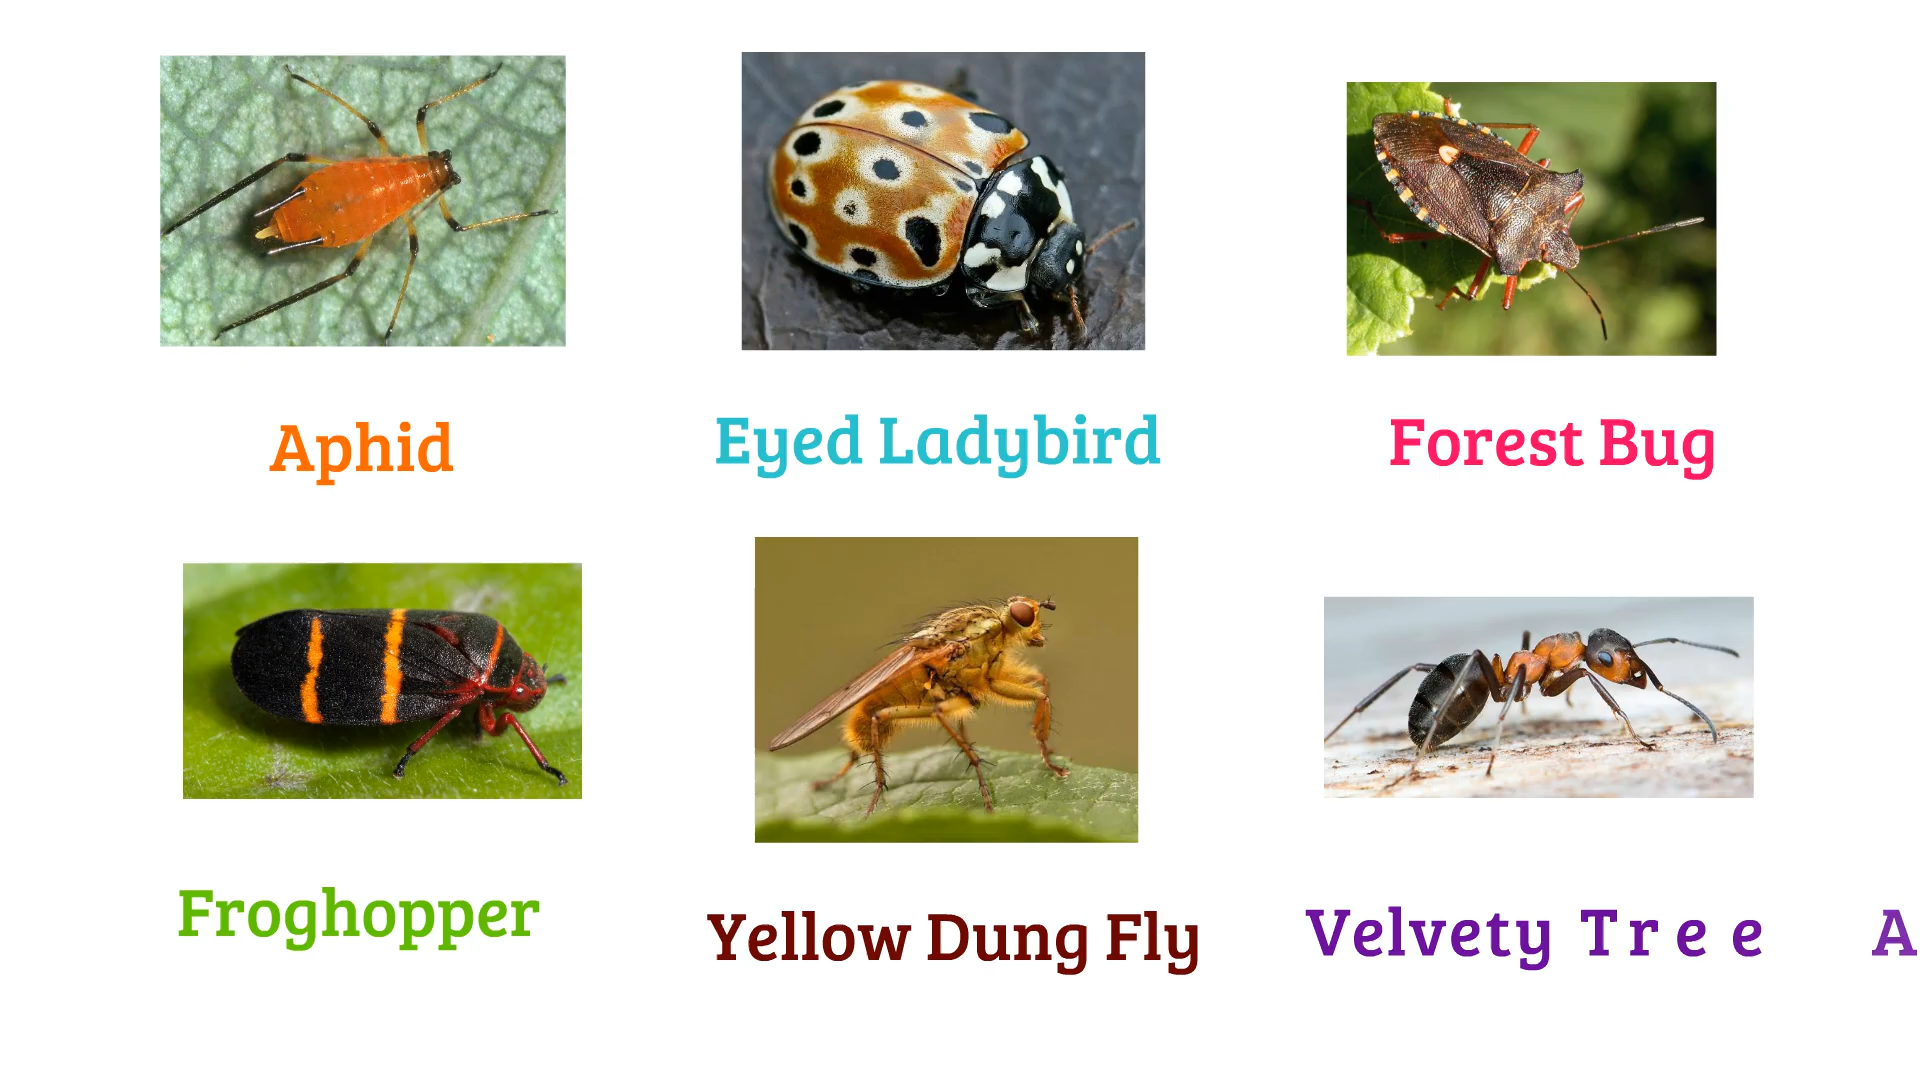 Aphid
Eyed Ladybird
Forest Bug
Froghopper
Yellow Dung Fly
Velvety Tree A